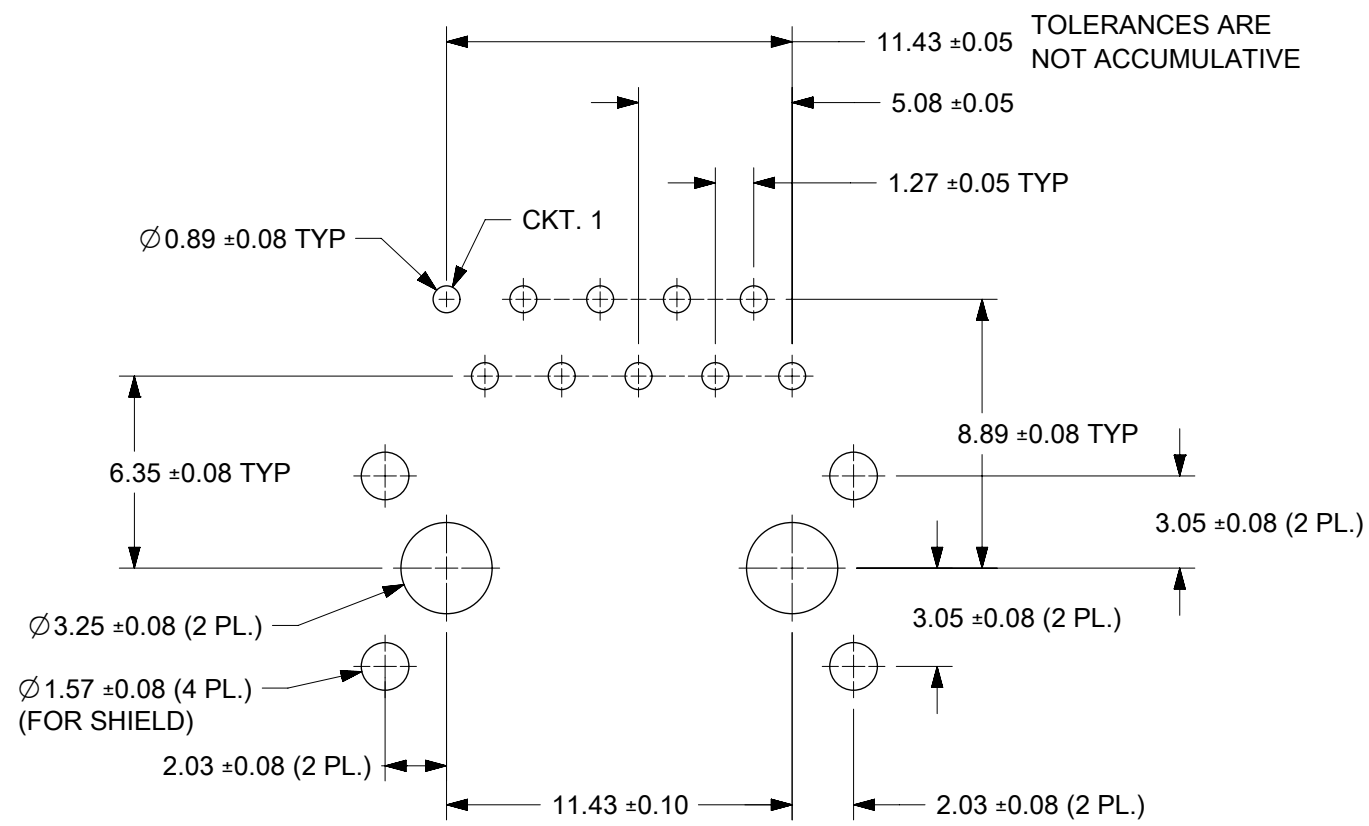 TOLERANCES ARE
11.43 ±0.05
NOT ACCUMULATIVE
5.08 ±0.05
1.27 ±0.05 TYP
CKT. 1
∅0.89 ±0.08 TYP
8.89 ±0.08 TYP
6.35 ±0.08 TYP
3.05 ±0.08 (2 PL.)
3.05 ±0.08 (2 PL.)
∅3.25 ±0.08 (2 PL.)
∅1.57 ±0.08 (4 PL.)
(FOR SHIELD)
2.03 ±0.08 (2 PL.)
11.43 ±0.10
2.03 ±0.08 (2 PL.)